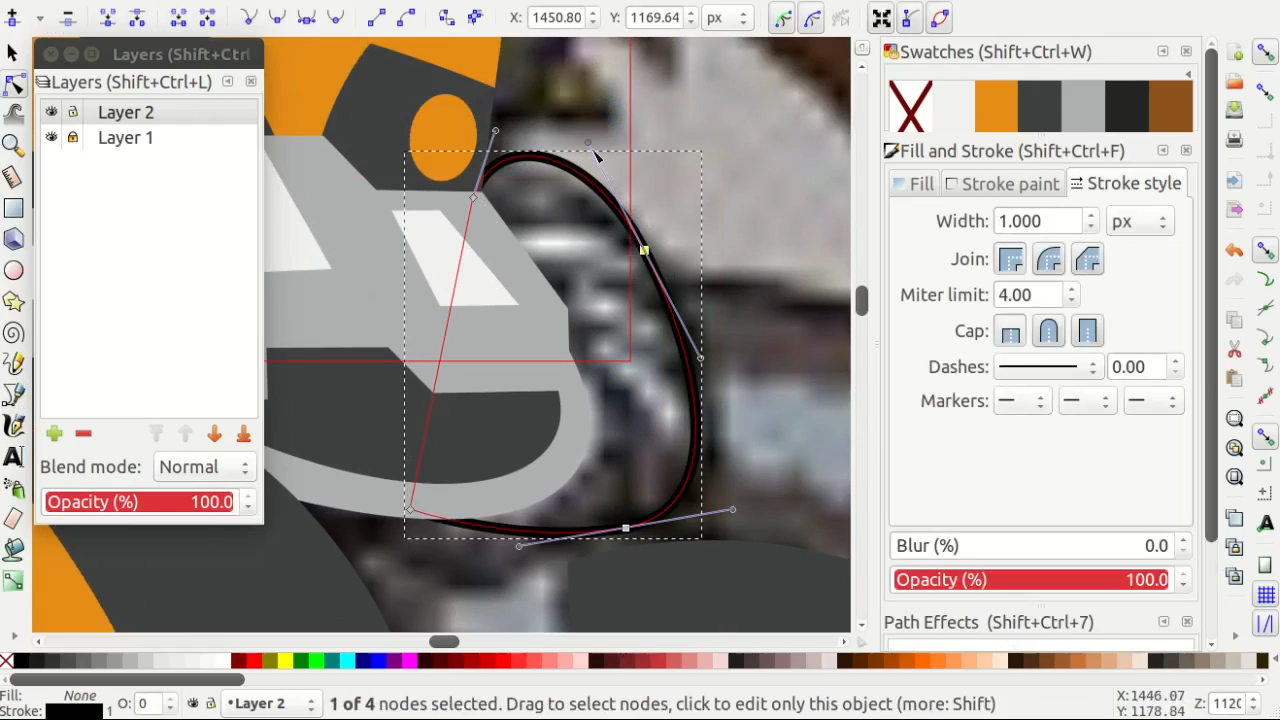 X: 1450.80 Y: 1169.64 px
Layers (Shift+Ctrl
Layers (Shift+Ctrl+L)
Layer 2
Layer 1
Blend mode: Normal
Opacity (%) 100.0
Swatches (Shift+Ctrl+W)
Fill and Stroke (Shift+Ctrl+F)
Fill Stroke paint Stroke style
Width: 1.000 px
Join:
Miter limit: 4.00
Cap:
Dashes: 0.00
Markers:
Blur (%) 0.0
Opacity (%) 100.0
Path Effects (Shift+Ctrl+7)
Fill: None
Stroke: 1
O: 0
•Layer 2
1 of 4 nodes selected. Drag to select nodes, click to edit only this object (more: Shift)
X:1446.07
Y:1178.84
Z: 112